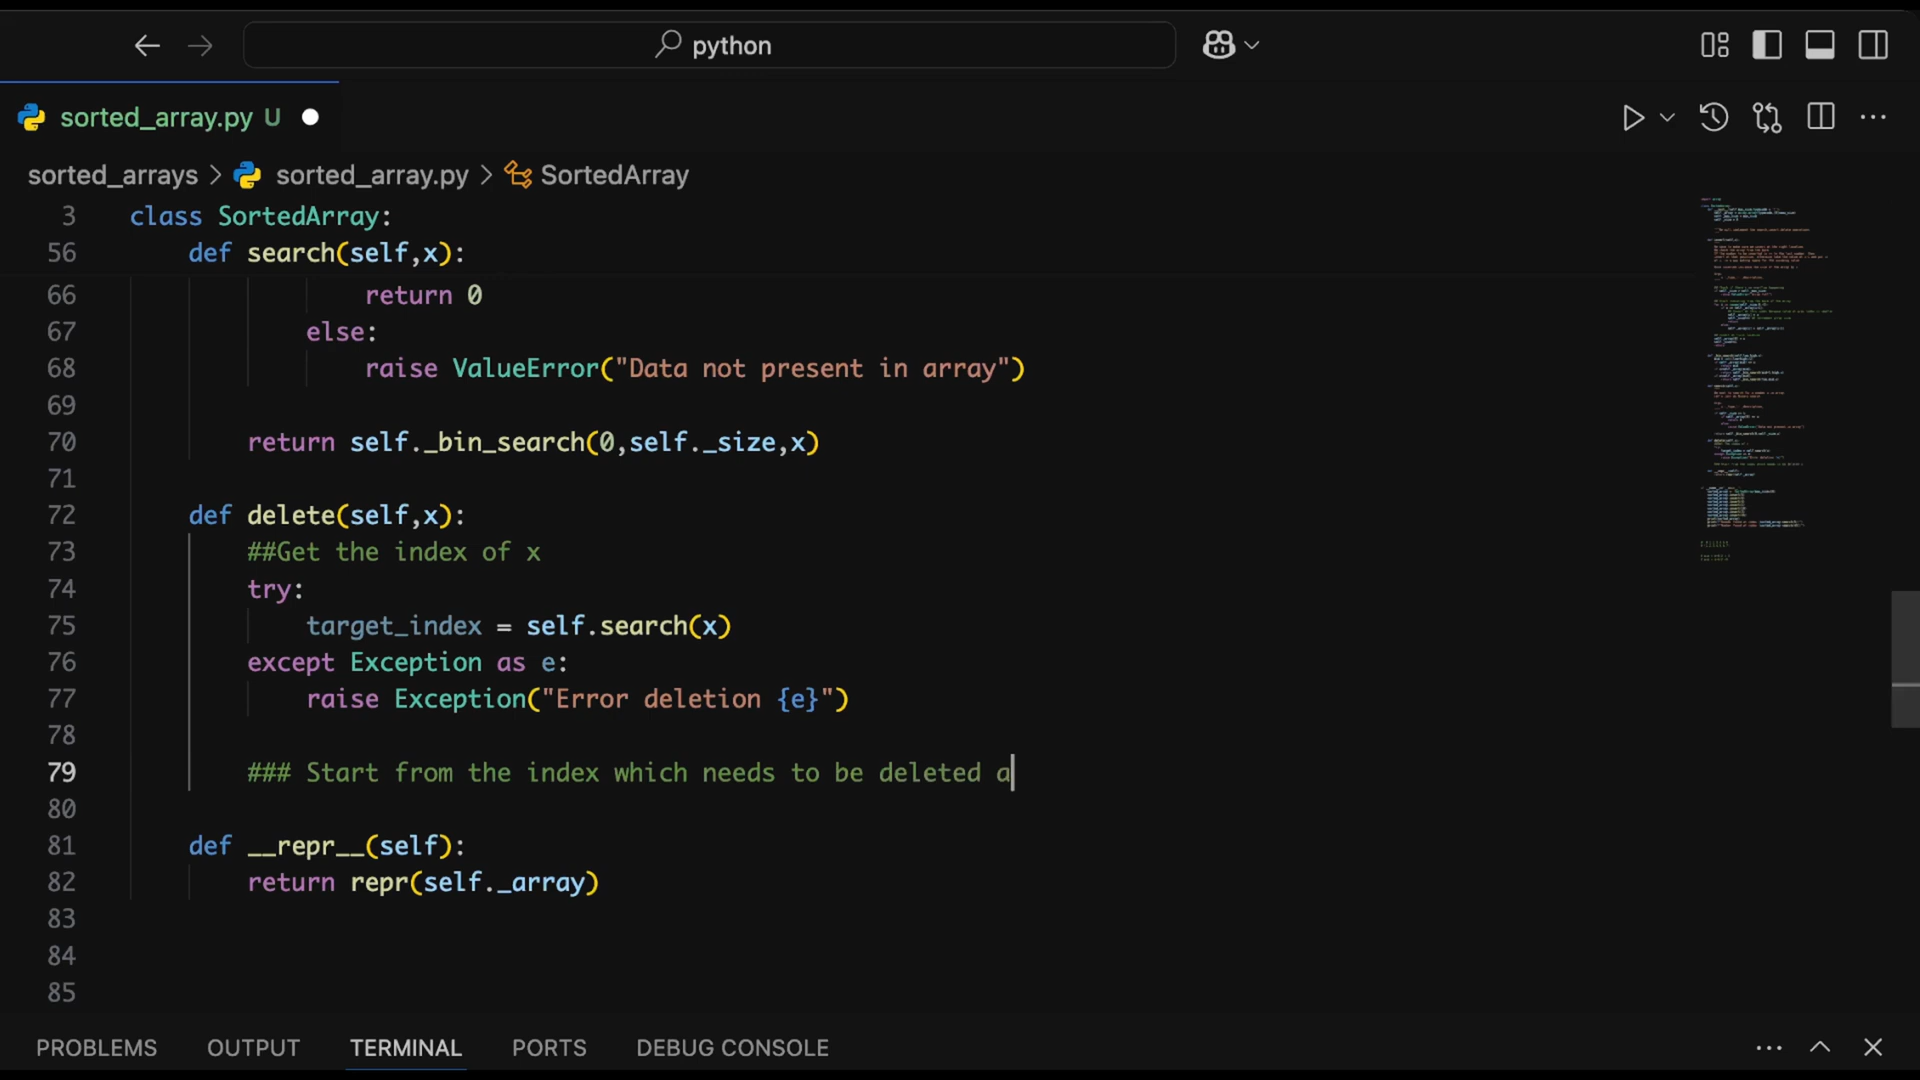 python
sorted_array.py U
sorted_arrays > sorted_array.py > SortedArray
3 class SortedArray:
56 def search(self,x):
66 return 0
67 else:
68 raise ValueError("Data not present in array")
69
70 return self._bin_search(0,self._size,x)
71
72 def delete(self,x):
73 ##Get the index of x
74 try:
75 target_index = self.search(x)
76 except Exception as e:
77 raise Exception("Error deletion {e}")
78
79 ### Start from the index which needs to be deleted a
80
81 def __repr__(self):
82 return repr(self._array)
83
84
85
PROBLEMS OUTPUT TERMINAL PORTS DEBUG CONSOLE